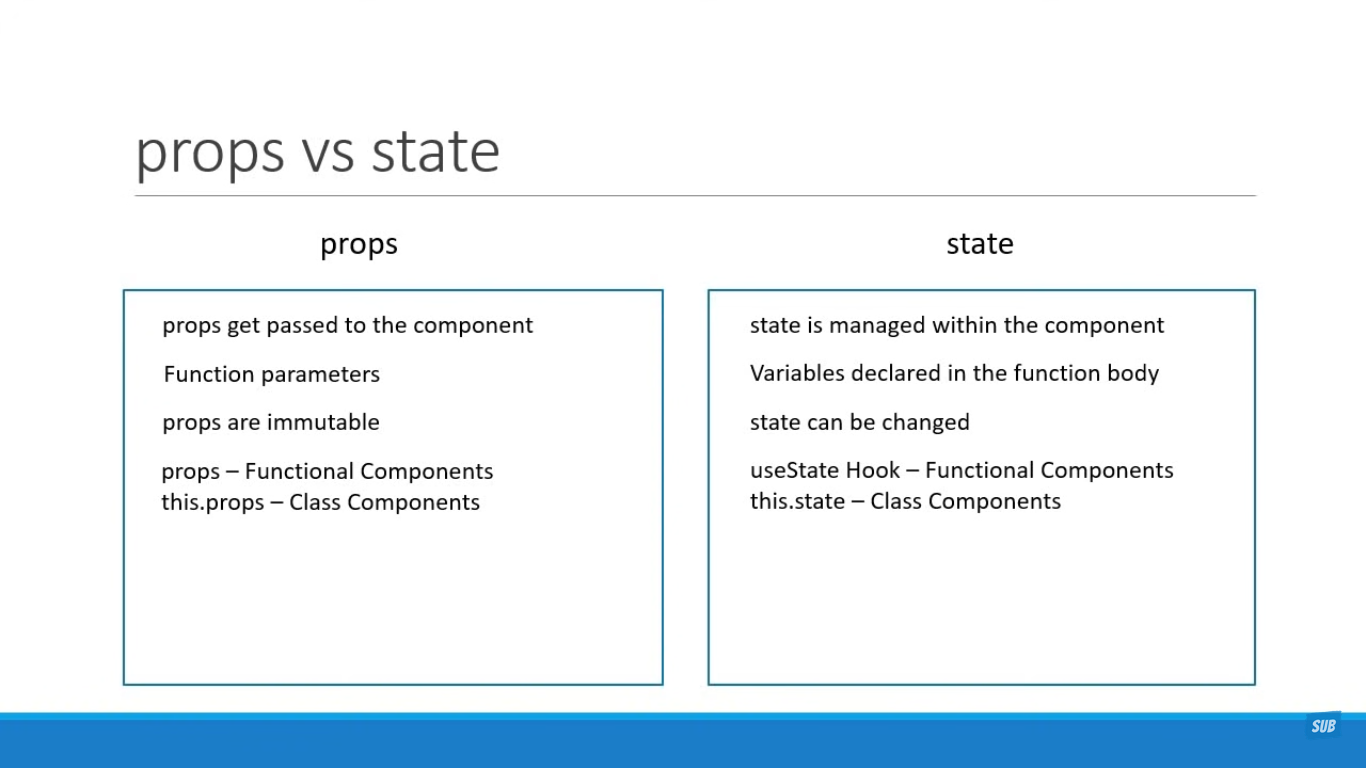 props vs state
props
props get passed to the component
Function parameters
props are immutable
props – Functional Components
this.props – Class Components
state
state is managed within the component
Variables declared in the function body
state can be changed
useState Hook – Functional Components
this.state – Class Components
SUB